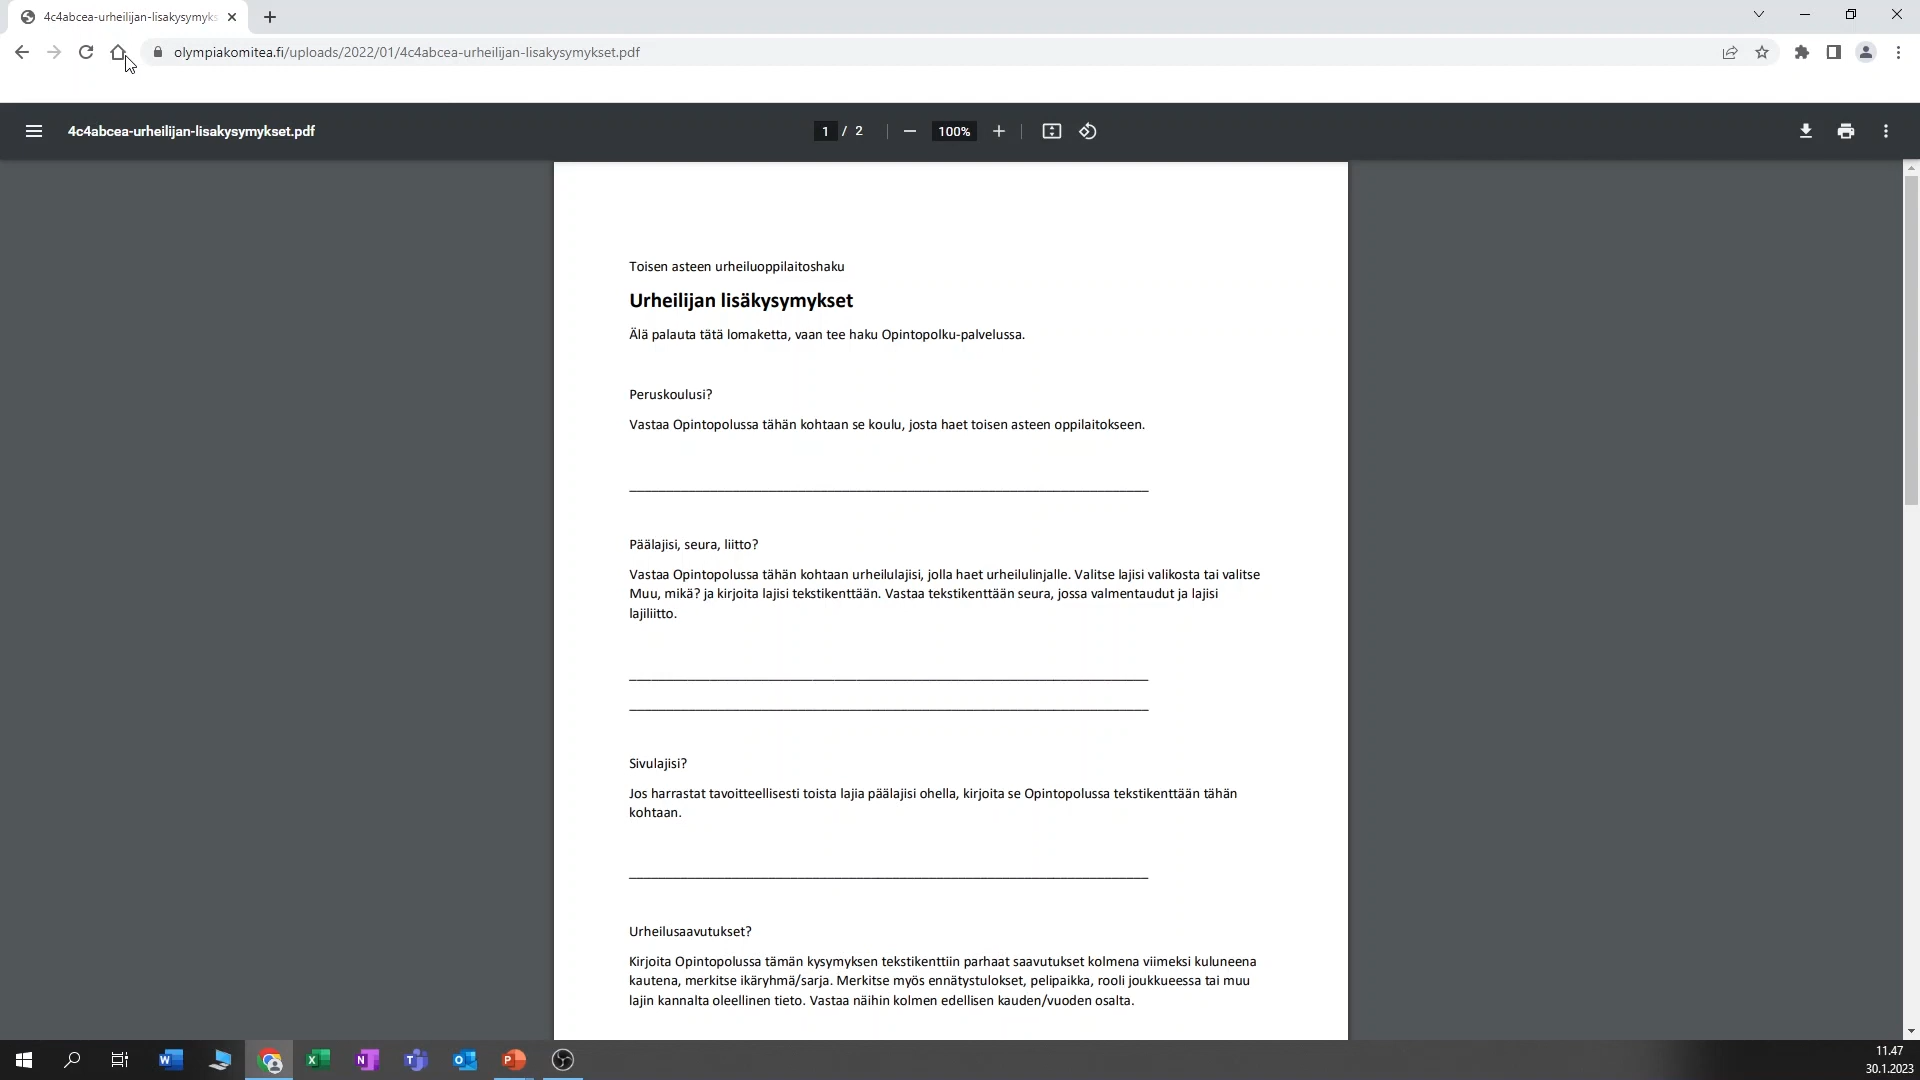 4c4abcea-urheilijan-lisakysymyks
olympiakomitea.fi/uploads/2022/01/4c4abcea-urheilijan-lisakysymykset.pdf
4c4abcea-urheilijan-lisakysymykset.pdf
1 / 2
100%
Toisen asteen urheiluoppilaitoshaku
Urheilijan lisäkysymykset
Älä palauta tätä lomaketta, vaan tee haku Opintopolku-palvelussa.
Peruskoulusi?
Vastaa Opintopolussa tähän kohtaan se koulu, josta haet toisen asteen oppilaitokseen.
Päälajisi, seura, liitto?
Vastaa Opintopolussa tähän kohtaan urheilulajisi, jolla haet urheilulinjalle. Valitse lajisi valikosta tai valitse
Muu, mikä? ja kirjoita lajisi tekstikenttään. Vastaa tekstikenttään seura, jossa valmentaudut ja lajisi
lajiliitto.
Sivulajisi?
Jos harrastat tavoitteellisesti toista lajia päälajisi ohella, kirjoita se Opintopolussa tekstikenttään tähän
kohtaan.
Urheilusaavutukset?
Kirjoita Opintopolussa tämän kysymyksen tekstikenttiin parhaat saavutukset kolmena viimeksi kuluneena
kautena, merkitse ikäryhmä/sarja. Merkitse myös ennätystulokset, pelipaikka, rooli joukkueessa tai muu
lajin kannalta oleellinen tieto. Vastaa näihin kolmen edellisen kauden/vuoden osalta.
11.47
30.1.2023